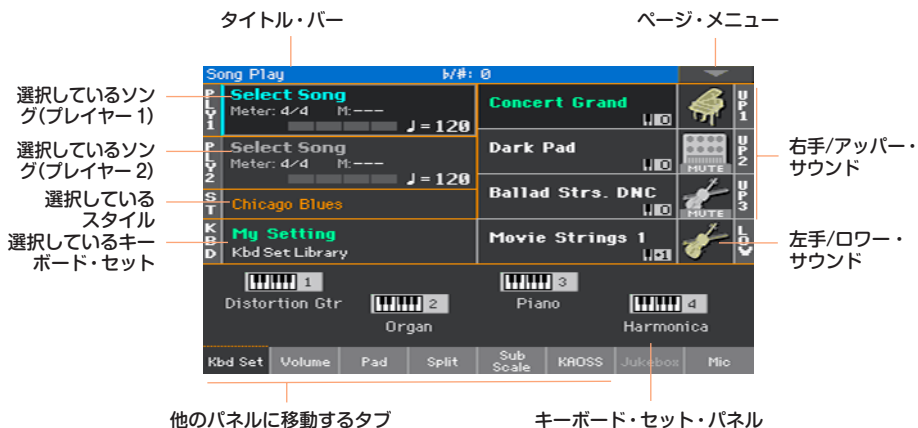 タイトル・バー
ページ・メニュー
選択しているソン
グ(プレイヤー 1)
選択しているソン
グ(プレイヤー 2)
選択している
スタイル
選択しているキー
ボード・セット
Song Play ♭/#: 0
PLY1
Select Song
Meter: 4/4 M:---
♩=120
PLY2
Select Song
Meter: 4/4 M:---
♩=120
ST
Chicago Blues
KBD
My Setting
Kbd Set Library
Concert Grand
UP1
Dark Pad
MUTE
UP2
Ballad Strs. DNC
MUTE
UP3
Movie Strings 1
+1
LOW
右手/アッパー・
サウンド
左手/ロワー・
サウンド
1
Distortion Gtr
2
Organ
3
Piano
4
Harmonica
Kbd Set Volume Pad Split Sub Scale KAOSS Jukebox Mic
他のパネルに移動するタブ
キーボード・セット・パネル